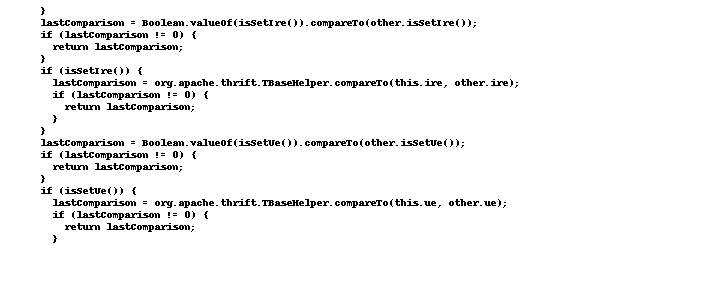 }
lastComparison = Boolean.valueOf(isSetIre()).compareTo(other.isSetIre());
if (lastComparison != 0) {
return lastComparison;
}
if (isSetIre()) {
lastComparison = org.apache.thrift.TBaseHelper.compareTo(this.ire, other.ire);
if (lastComparison != 0) {
return lastComparison;
}
}
lastComparison = Boolean.valueOf(isSetUe()).compareTo(other.isSetUe());
if (lastComparison != 0) {
return lastComparison;
}
if (isSetUe()) {
lastComparison = org.apache.thrift.TBaseHelper.compareTo(this.ue, other.ue);
if (lastComparison != 0) {
return lastComparison;
}